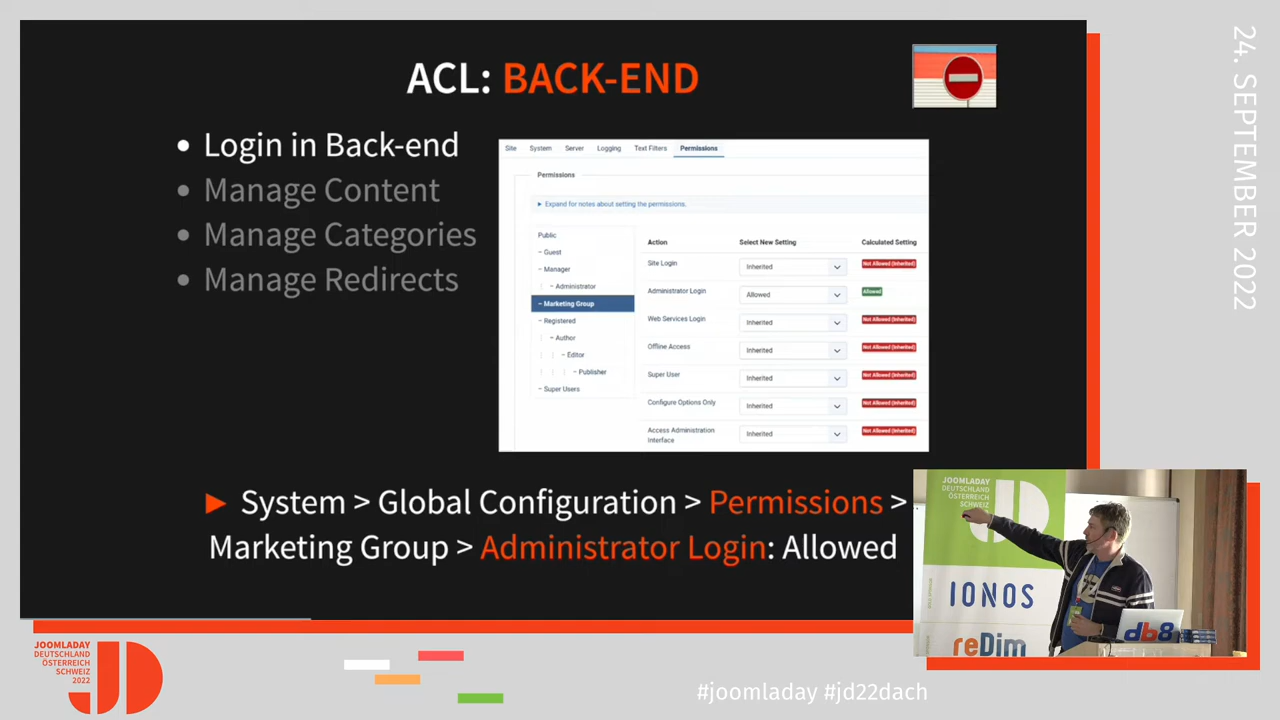 ACL: BACK-END
• Login in Back-end
• Manage Content
• Manage Categories
• Manage Redirects
Site System Server Logging Text Filters Permissions
Permissions
▸ Expand for notes about setting the permissions.
Public
– Guest
– Manager
– Administrator
– Marketing Group
– Registered
– Author
– Editor
– Publisher
– Super Users
Action Select New Setting Calculated Setting
Site Login Inherited Not Allowed (Inherited)
Administrator Login Allowed Allowed
Web Services Login Inherited Not Allowed (Inherited)
Offline Access Inherited Not Allowed (Inherited)
Super User Inherited Not Allowed (Inherited)
Configure Options Only Inherited Not Allowed (Inherited)
Access Administration Interface Inherited Not Allowed (Inherited)
► System > Global Configuration > Permissions >
Marketing Group > Administrator Login: Allowed
24. SEPTEMBER 2022
JOOMLADAY
DEUTSCHLAND
ÖSTERREICH
SCHWEIZ
IONOS
reDim
db8
JOOMLADAY
DEUTSCHLAND
ÖSTERREICH
SCHWEIZ
2022
#joomladay #jd22dach